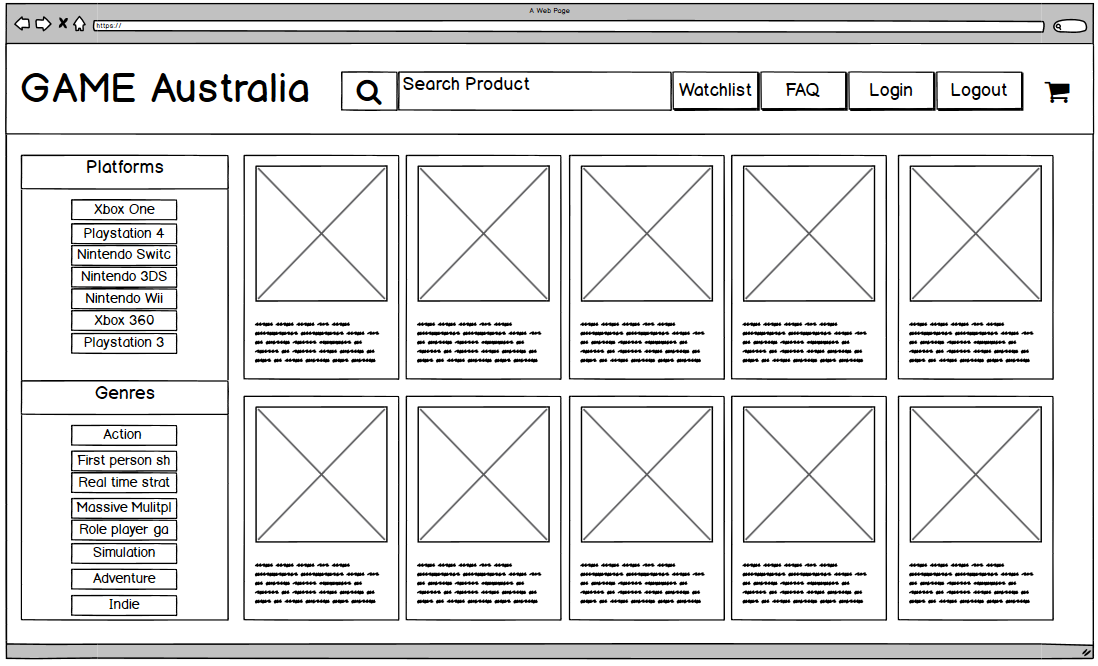 A Web Page
https://
GAME Australia
Search Product
Watchlist
FAQ
Login
Logout
Platforms
Xbox One
Playstation 4
Nintendo Switc
Nintendo 3DS
Nintendo Wii
Xbox 360
Playstation 3
Genres
Action
First person sh
Real time strat
Massive Mulitpl
Role player ga
Simulation
Adventure
Indie